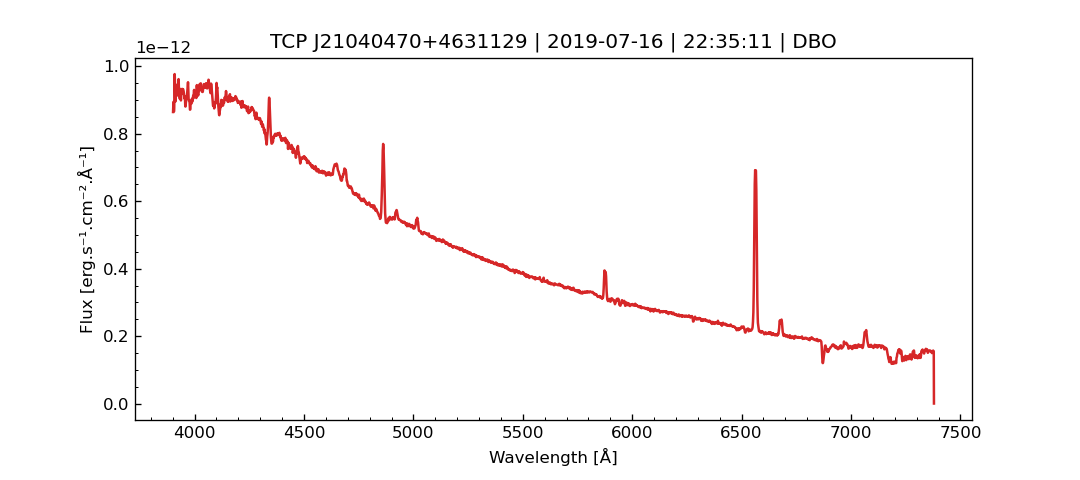 TCP J21040470+4631129 | 2019-07-16 | 22:35:11 | DBO
1e−12
1.0
0.8
0.6
0.4
0.2
0.0
Flux [erg.s⁻¹.cm⁻².Å⁻¹]
4000 4500 5000 5500 6000 6500 7000 7500
Wavelength [Å]